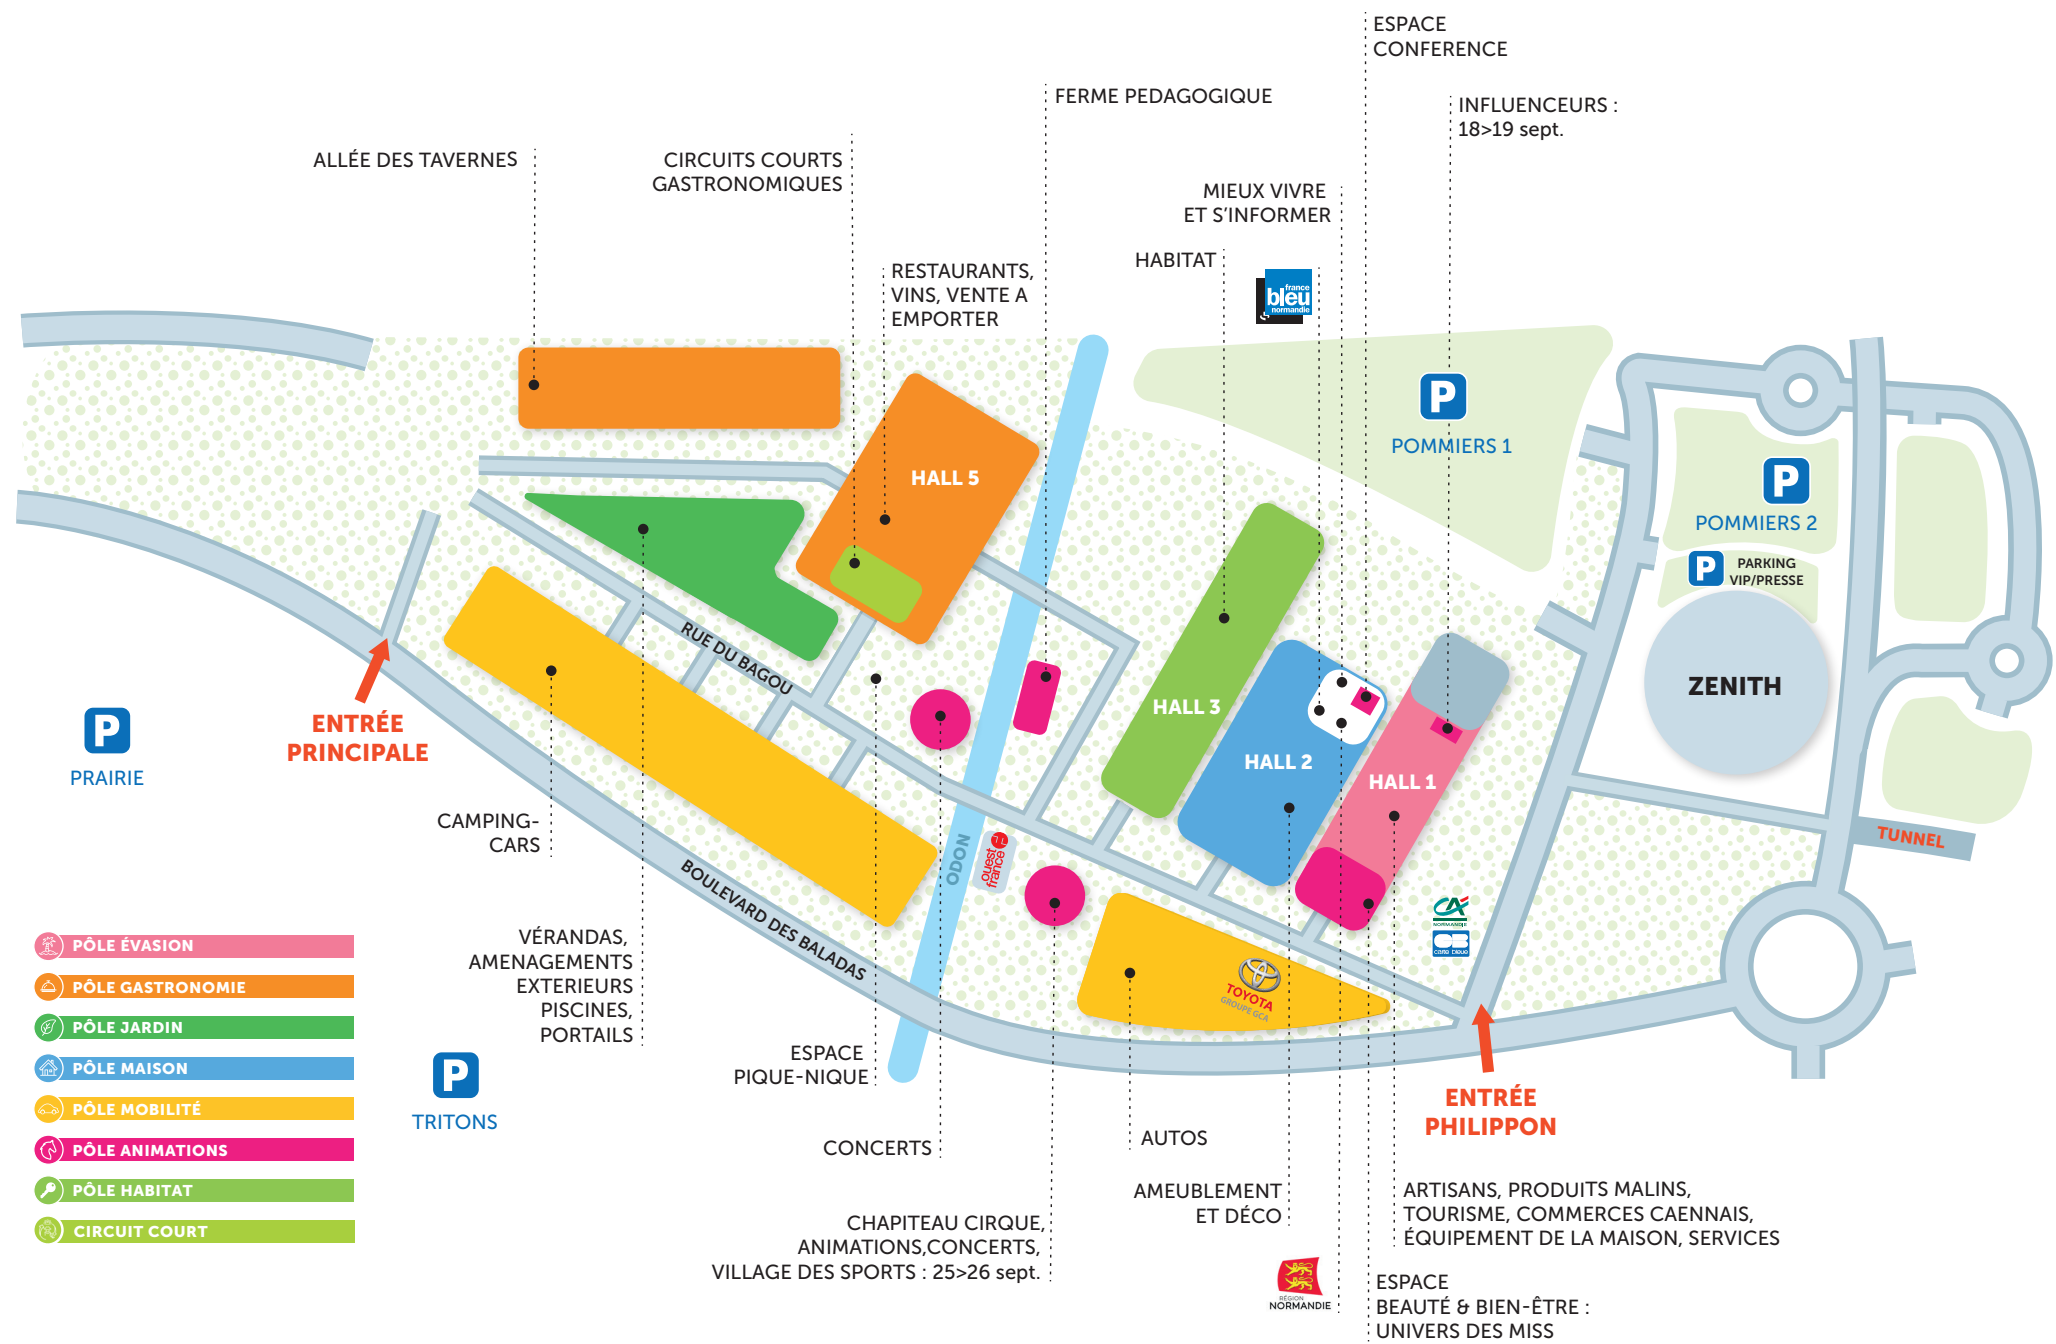 ESPACE
CONFERENCE
FERME PEDAGOGIQUE
INFLUENCEURS :
18>19 sept.
ALLÉE DES TAVERNES
CIRCUITS COURTS
GASTRONOMIQUES
MIEUX VIVRE
ET S'INFORMER
HABITAT
RESTAURANTS,
VINS, VENTE A
EMPORTER
france
bleu
normandie
P
POMMIERS 1
P
POMMIERS 2
P
PARKING
VIP/PRESSE
HALL 5
RUE DU BAGOU
ZENITH
HALL 3
HALL 2
HALL 1
ENTRÉE
PRINCIPALE
P
PRAIRIE
CAMPING-
CARS
ODON
ouest
france
TUNNEL
BOULEVARD DES BALADAS
CA
NORMANDIE
CB
carte bleue
TOYOTA
GROUPE GCA
VÉRANDAS,
AMENAGEMENTS
EXTERIEURS
PISCINES,
PORTAILS
PÔLE ÉVASION
PÔLE GASTRONOMIE
PÔLE JARDIN
PÔLE MAISON
PÔLE MOBILITÉ
PÔLE ANIMATIONS
PÔLE HABITAT
CIRCUIT COURT
P
TRITONS
ESPACE
PIQUE-NIQUE
CONCERTS
AUTOS
ENTRÉE
PHILIPPON
AMEUBLEMENT
ET DÉCO
ARTISANS, PRODUITS MALINS,
TOURISME, COMMERCES CAENNAIS,
ÉQUIPEMENT DE LA MAISON, SERVICES
CHAPITEAU CIRQUE,
ANIMATIONS,CONCERTS,
VILLAGE DES SPORTS : 25>26 sept.
RÉGION
NORMANDIE
ESPACE
BEAUTÉ & BIEN-ÊTRE :
UNIVERS DES MISS